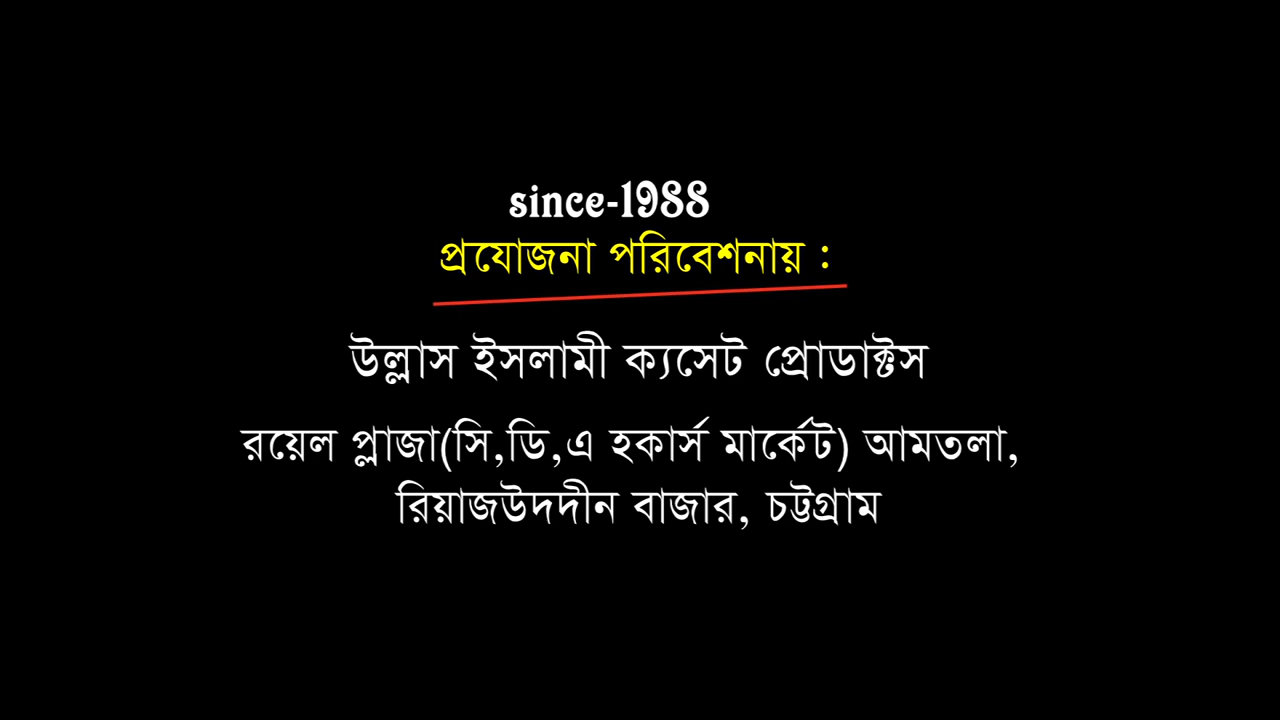 since-1988
প্রযোজনা পরিবেশনায় :
উল্লাস ইসলামী ক্যসেট প্রোডাক্টস
রয়েল প্লাজা(সি,ডি,এ হকার্স মার্কেট) আমতলা,
রিয়াজউদদীন বাজার, চট্টগ্রাম